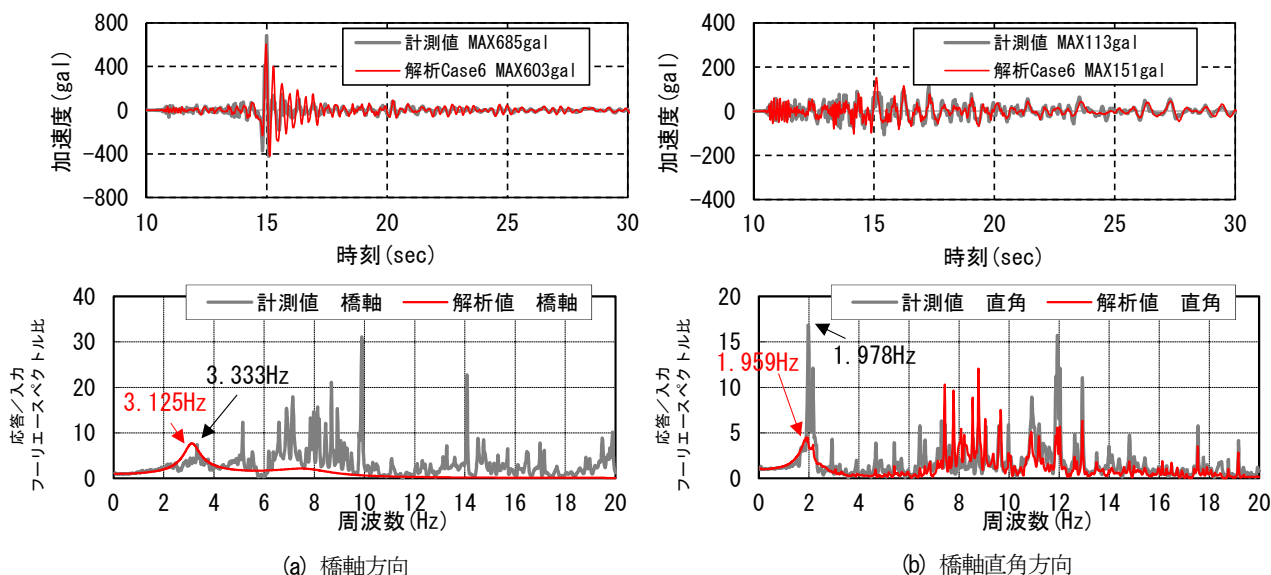 800
400
0
-400
-800
加速度(gal)
計測値 MAX685gal
解析Case6 MAX603gal
10
15
20
25
30
時刻(sec)
400
200
0
-200
-400
加速度(gal)
計測値 MAX113gal
解析Case6 MAX151gal
10
15
20
25
30
時刻(sec)
40
30
20
10
0
応答/入力
フーリエースペクトル比
計測値 橋軸
解析値 橋軸
3.333Hz
3.125Hz
0
2
4
6
8
10
12
14
16
18
20
周波数(Hz)
(a) 橋軸方向
20
15
10
5
0
応答/入力
フーリエースペクトル比
計測値 直角
解析値 直角
1.978Hz
1.959Hz
0
2
4
6
8
10
12
14
16
18
20
周波数(Hz)
(b) 橋軸直角方向